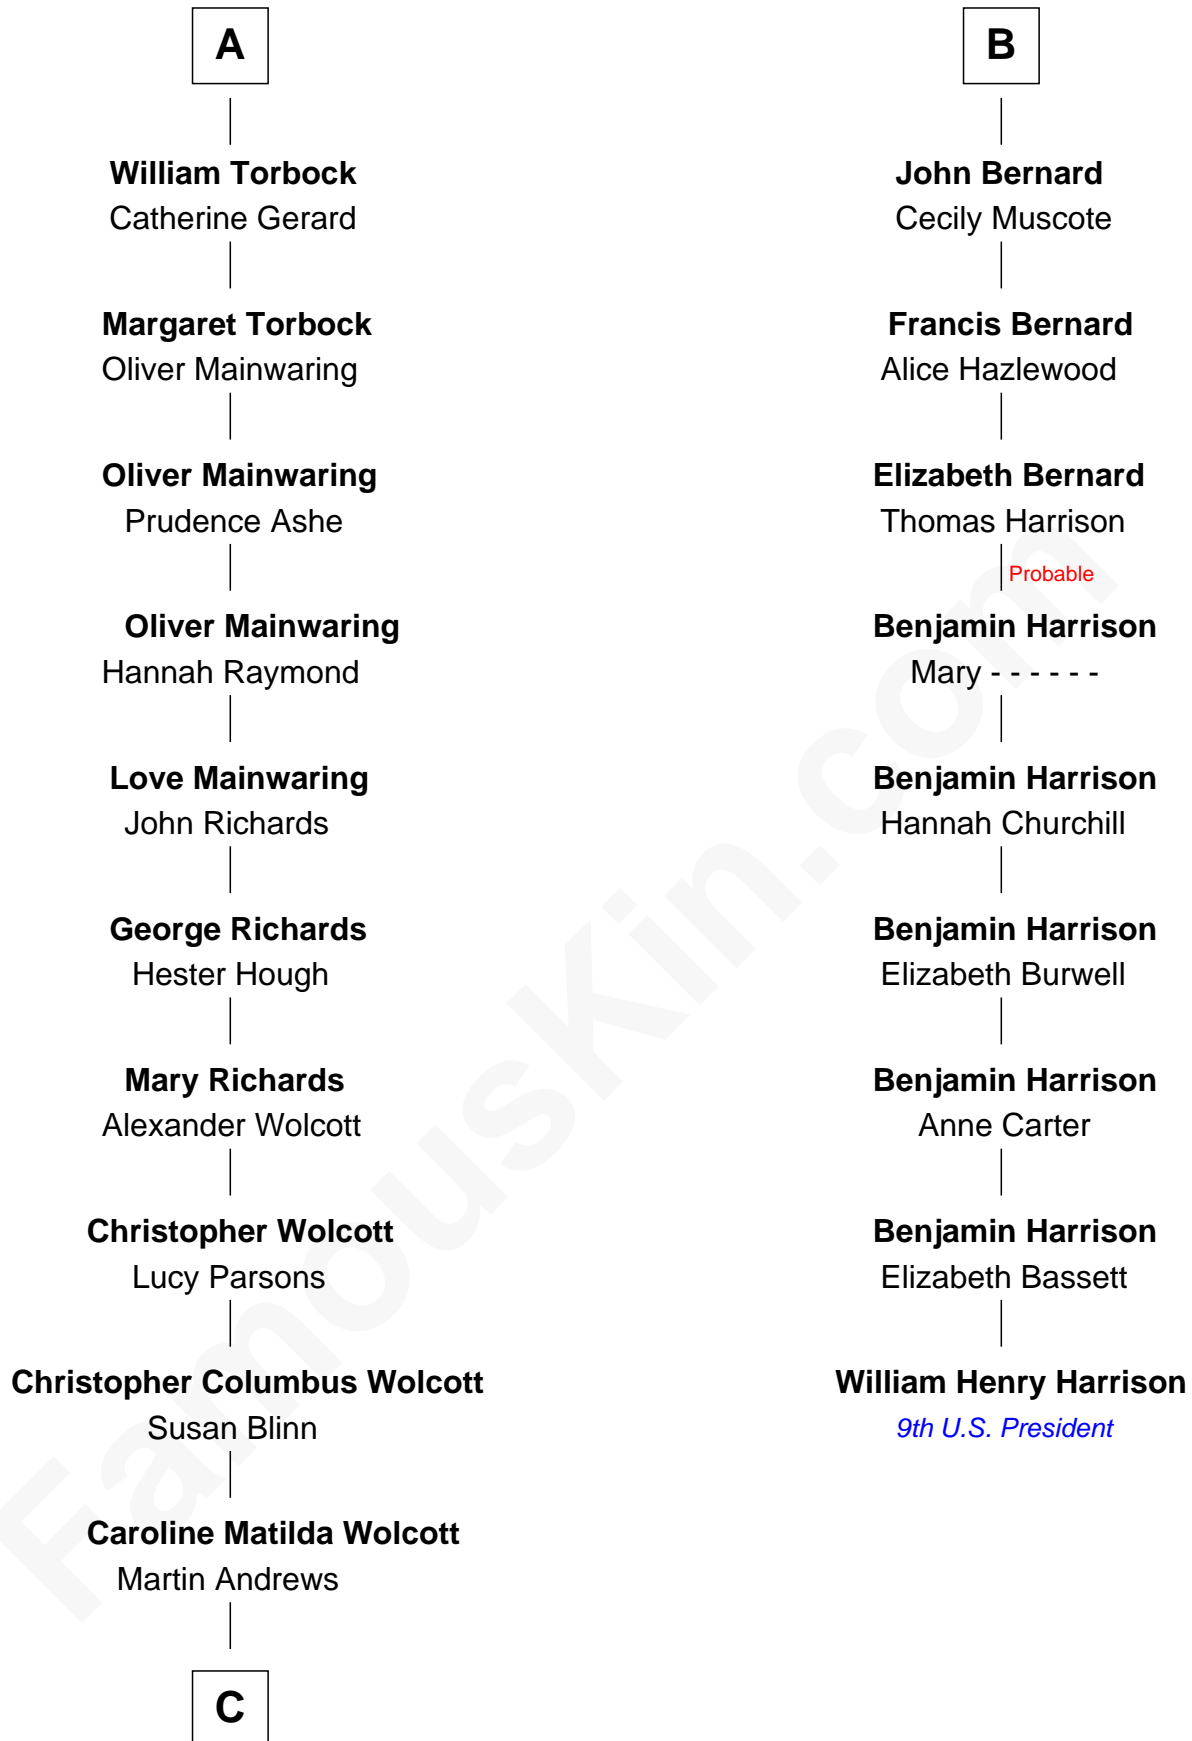 A
William Torbock
Catherine Gerard
Margaret Torbock
Oliver Mainwaring
Oliver Mainwaring
Prudence Ashe
Oliver Mainwaring
Hannah Raymond
Love Mainwaring
John Richards
George Richards
Hester Hough
Mary Richards
Alexander Wolcott
Christopher Wolcott
Lucy Parsons
Christopher Columbus Wolcott
Susan Blinn
Caroline Matilda Wolcott
Martin Andrews
C
B
John Bernard
Cecily Muscote
Francis Bernard
Alice Hazlewood
Elizabeth Bernard
Thomas Harrison
Probable
Benjamin Harrison
Mary - - - - - -
Benjamin Harrison
Hannah Churchill
Benjamin Harrison
Elizabeth Burwell
Benjamin Harrison
Anne Carter
Benjamin Harrison
Elizabeth Bassett
William Henry Harrison
9th U.S. President
FamousKin.com